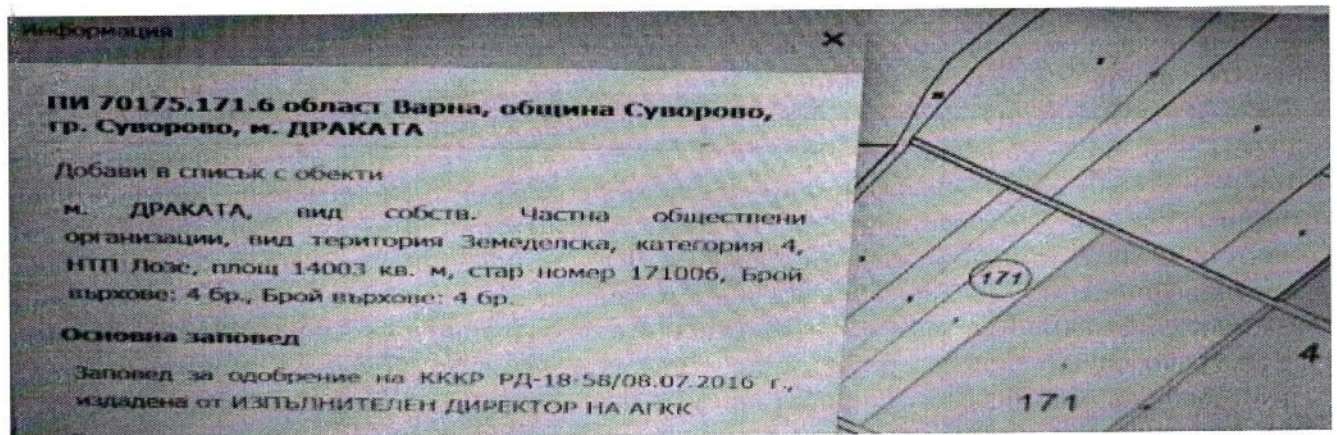 Информация
×
ПИ 70175.171.6 област Варна, община Суворово,
гр. Суворово, м. ДРАКАТА
Добави в списък с обекти
м. ДРАКАТА, вид собств. Частна обществени
организации, вид територия Земеделска, категория 4,
НТП Лозе, площ 14003 кв. м, стар номер 171006, Брой
върхове: 4 бр., Брой върхове: 4 бр.
Основна заповед
Заповед за одобрение на КККР РД-18-58/08.07.2016 г.,
издадена от ИЗПЪЛНИТЕЛЕН ДИРЕКТОР НА АГКК
171
4
171